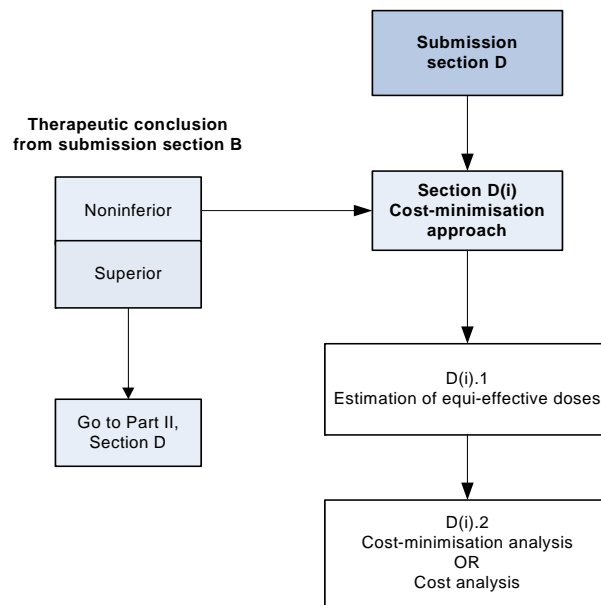 Submission
section D
Therapeutic conclusion
from submission section B
Noninferior
Superior
Go to Part II,
Section D
Section D(i)
Cost-minimisation
approach
D(i).1
Estimation of equi-effective doses
D(i).2
Cost-minimisation analysis
OR
Cost analysis